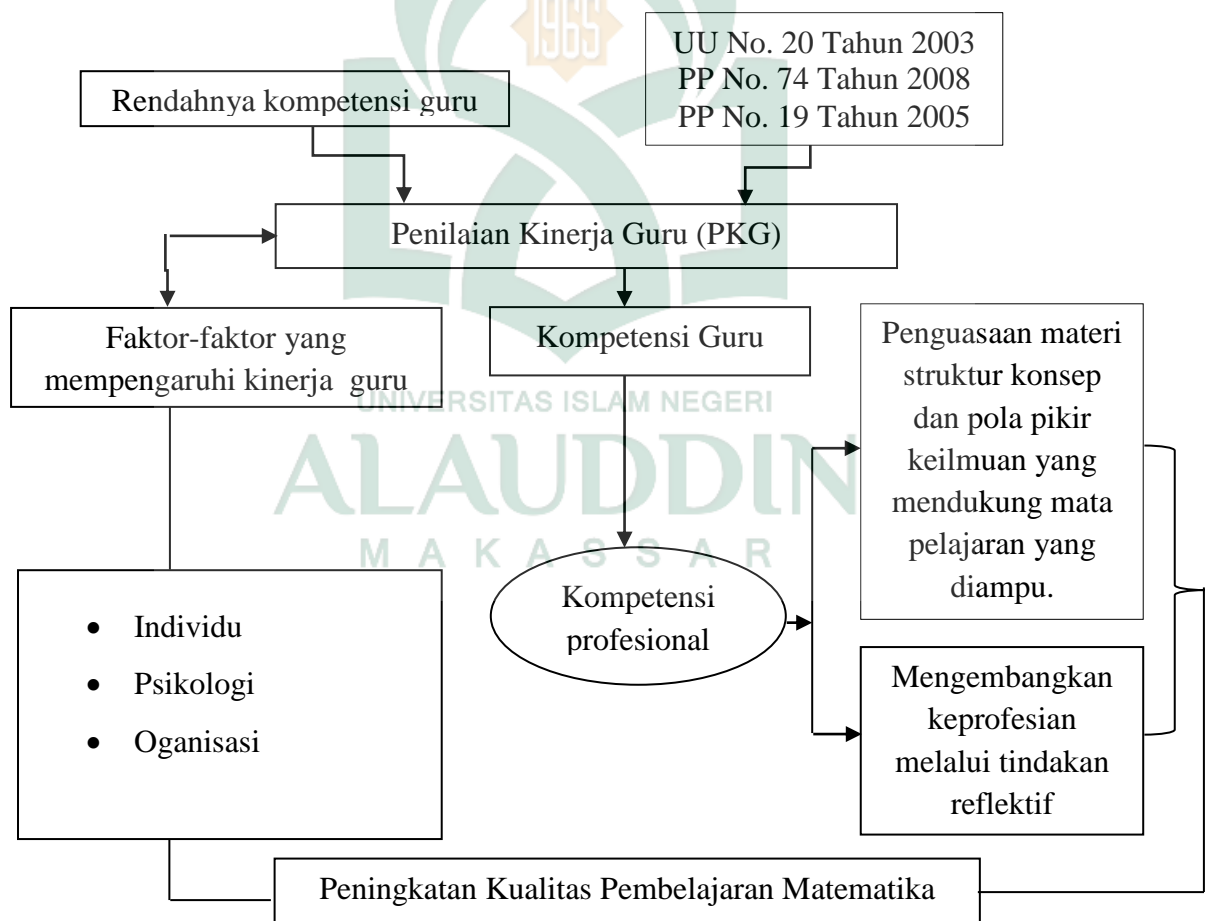 1965
UU No. 20 Tahun 2003
PP No. 74 Tahun 2008
PP No. 19 Tahun 2005
Rendahnya kompetensi guru
Penilaian Kinerja Guru (PKG)
Faktor-faktor yang
mempengaruhi kinerja guru
Kompetensi Guru
Penguasaan materi
struktur konsep
dan pola pikir
keilmuan yang
mendukung mata
pelajaran yang
diampu.
UNIVERSITAS ISLAM NEGERI
ALAUDDIN
MAKASSAR
• Individu
• Psikologi
• Oganisasi
Kompetensi
profesional
Mengembangkan
keprofesian
melalui tindakan
reflektif
Peningkatan Kualitas Pembelajaran Matematika